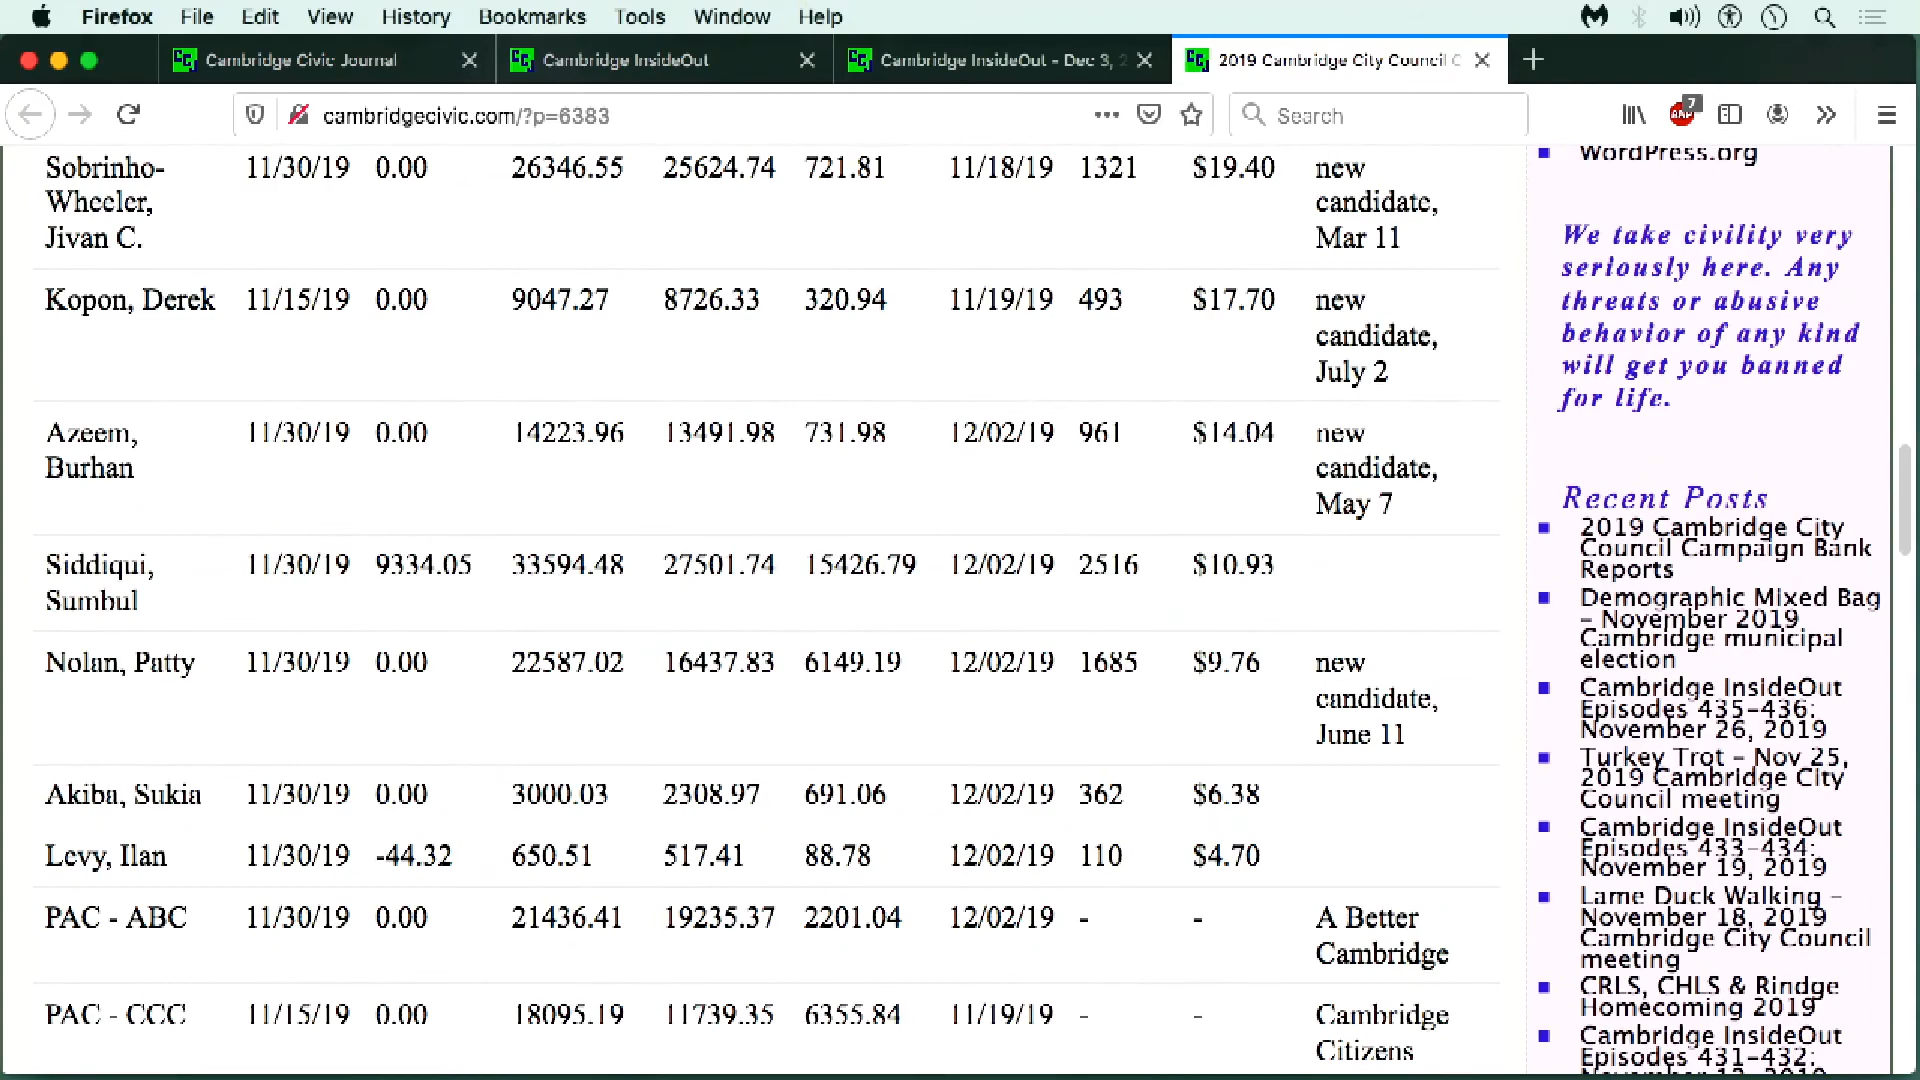 Firefox File Edit View History Bookmarks Tools Window Help
Cambridge Civic Journal
Cambridge InsideOut
Cambridge InsideOut - Dec 3, 2
2019 Cambridge City Council C
cambridgecivic.com/?p=6383
Search
7
ABP
Sobrinho- 11/30/19 0.00 26346.55 25624.74 721.81 11/18/19 1321 $19.40 new
Wheeler, candidate,
Jivan C. Mar 11
Kopon, Derek 11/15/19 0.00 9047.27 8726.33 320.94 11/19/19 493 $17.70 new
candidate,
July 2
Azeem, 11/30/19 0.00 14223.96 13491.98 731.98 12/02/19 961 $14.04 new
Burhan candidate,
May 7
Siddiqui, 11/30/19 9334.05 33594.48 27501.74 15426.79 12/02/19 2516 $10.93
Sumbul
Nolan, Patty 11/30/19 0.00 22587.02 16437.83 6149.19 12/02/19 1685 $9.76 new
candidate,
June 11
Akiba, Sukia 11/30/19 0.00 3000.03 2308.97 691.06 12/02/19 362 $6.38
Levy, Ilan 11/30/19 -44.32 650.51 517.41 88.78 12/02/19 110 $4.70
PAC - ABC 11/30/19 0.00 21436.41 19235.37 2201.04 12/02/19 - - A Better
Cambridge
PAC - CCC 11/15/19 0.00 18095.19 11739.35 6355.84 11/19/19 - - Cambridge
Citizens
WordPress.org
We take civility very
seriously here. Any
threats or abusive
behavior of any kind
will get you banned
for life.
Recent Posts
2019 Cambridge City
Council Campaign Bank
Reports
Demographic Mixed Bag
– November 2019
Cambridge municipal
election
Cambridge InsideOut
Episodes 435-436:
November 26, 2019
Turkey Trot – Nov 25,
2019 Cambridge City
Council meeting
Cambridge InsideOut
Episodes 433-434:
November 19, 2019
Lame Duck Walking –
November 18, 2019
Cambridge City Council
meeting
CRLS, CHLS & Rindge
Homecoming 2019
Cambridge InsideOut
Episodes 431-432: